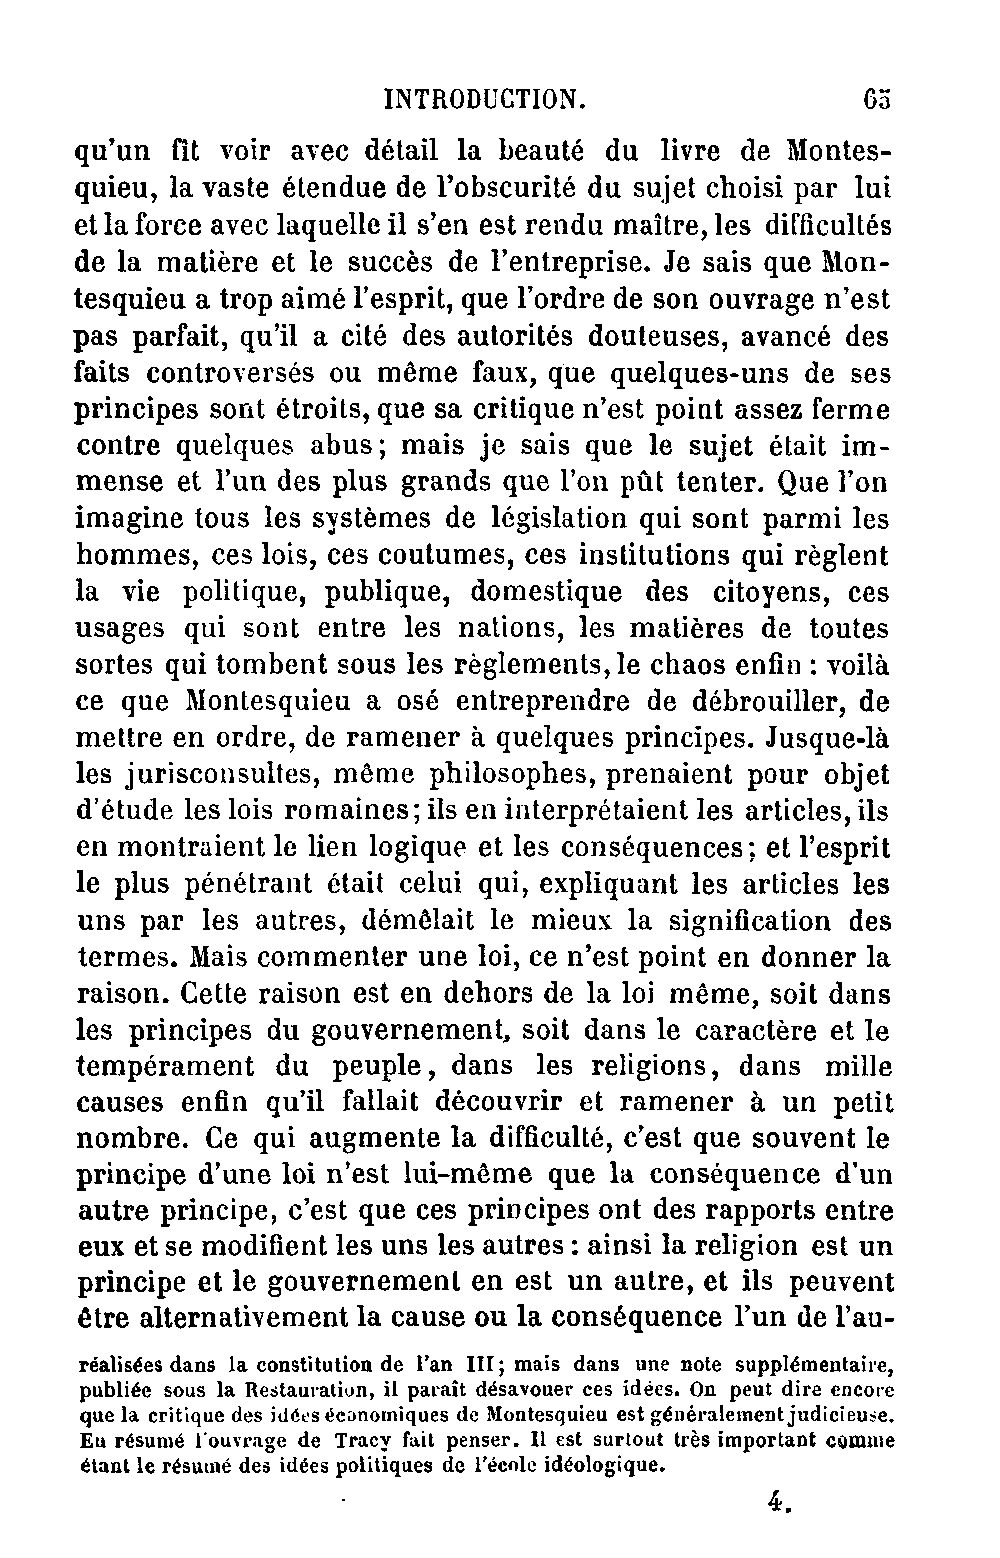 INTRODUCTION. 65
qu'un fît voir avec détail la beauté du livre de Montes-
quieu, la vaste étendue de l'obscurité du sujet choisi par lui
et la force avec laquelle il s'en est rendu maître, les difficultés
de la matière et le succès de l'entreprise. Je sais que Mon-
tesquieu a trop aimé l'esprit, que l'ordre de son ouvrage n'est
pas parfait, qu'il a cité des autorités douteuses, avancé des
faits controversés ou même faux, que quelques-uns de ses
principes sont étroits, que sa critique n'est point assez ferme
contre quelques abus; mais je sais que le sujet était im-
mense et l'un des plus grands que l'on pût tenter. Que l'on
imagine tous les systèmes de législation qui sont parmi les
hommes, ces lois, ces coutumes, ces institutions qui règlent
la vie politique, publique, domestique des citoyens, ces
usages qui sont entre les nations, les matières de toutes
sortes qui tombent sous les règlements, le chaos enfin : voilà
ce que Montesquieu a osé entreprendre de débrouiller, de
mettre en ordre, de ramener à quelques principes. Jusque-là
les jurisconsultes, même philosophes, prenaient pour objet
d'étude les lois romaines; ils en interprétaient les articles, ils
en montraient le lien logique et les conséquences; et l'esprit
le plus pénétrant était celui qui, expliquant les articles les
uns par les autres, démêlait le mieux la signification des
termes. Mais commenter une loi, ce n'est point en donner la
raison. Cette raison est en dehors de la loi même, soit dans
les principes du gouvernement, soit dans le caractère et le
tempérament du peuple, dans les religions, dans mille
causes enfin qu'il fallait découvrir et ramener à un petit
nombre. Ce qui augmente la difficulté, c'est que souvent le
principe d'une loi n'est lui-même que la conséquence d'un
autre principe, c'est que ces principes ont des rapports entre
eux et se modifient les uns les autres : ainsi la religion est un
principe et le gouvernement en est un autre, et ils peuvent
être alternativement la cause ou la conséquence l'un de l'au-
réalisées dans la constitution de l'an III; mais dans une note supplémentaire,
publiée sous la Restauration, il paraît désavouer ces idées. On peut dire encore
que la critique des idées économiques de Montesquieu est généralement judicieuse.
En résumé l'ouvrage de Tracy fait penser. Il est surtout très important comme
étant le résumé des idées politiques de l'école idéologique.
4.